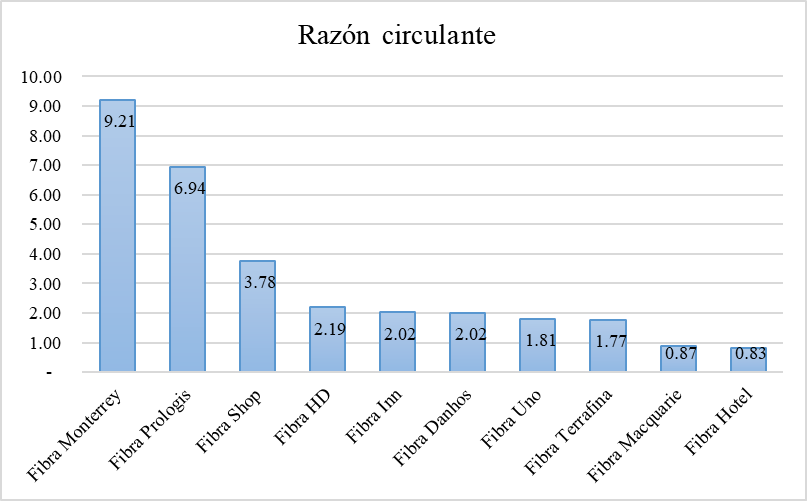 Razón circulante
10.00
9.00
8.00
7.00
6.00
5.00
4.00
3.00
2.00
1.00
-
9.21
6.94
3.78
2.19
2.02
2.02
1.81
1.77
0.87
0.83
Fibra Monterrey
Fibra Prologis
Fibra Shop
Fibra HD
Fibra Inn
Fibra Danhos
Fibra Uno
Fibra Terrafina
Fibra Macquarie
Fibra Hotel